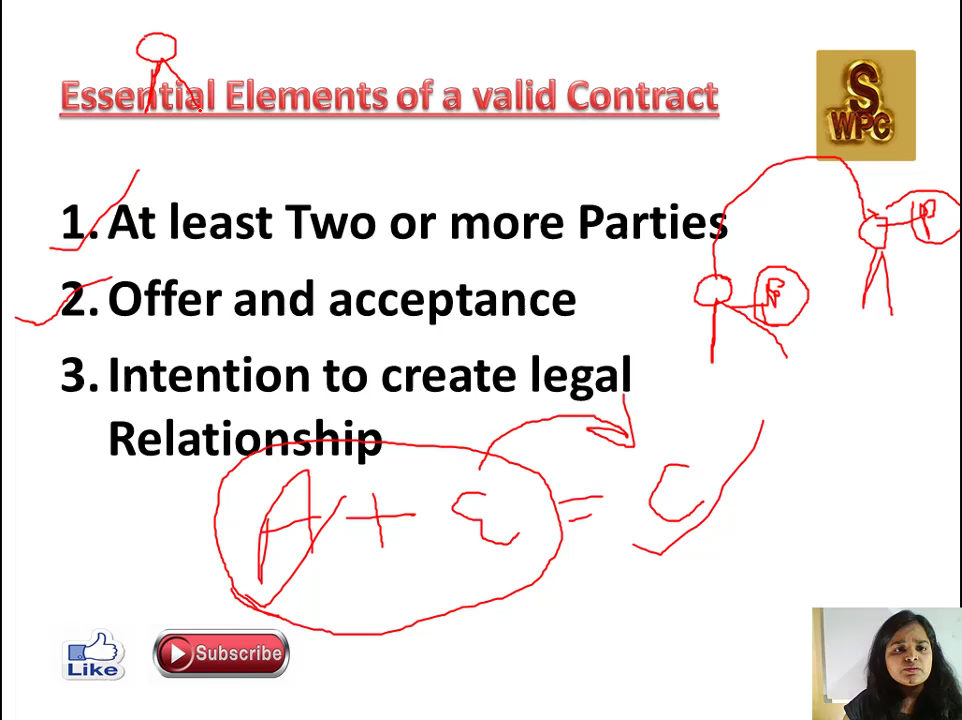 Essential Elements of a valid Contract
S
WPC
1. At least Two or more Parties
2. Offer and acceptance
3. Intention to create legal
Relationship
A + = C
Like
Subscribe